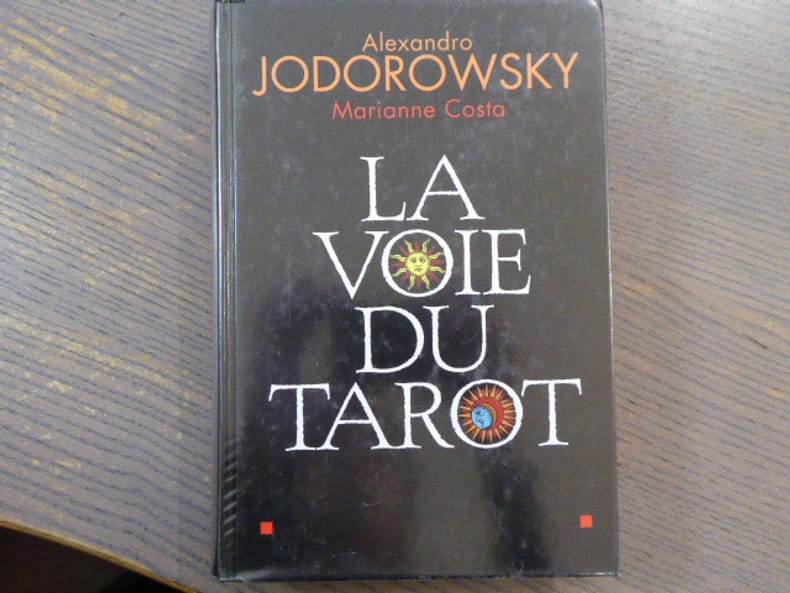 Alexandro
JODOROWSKY
Marianne Costa
LA
VOIE
DU
TAROT